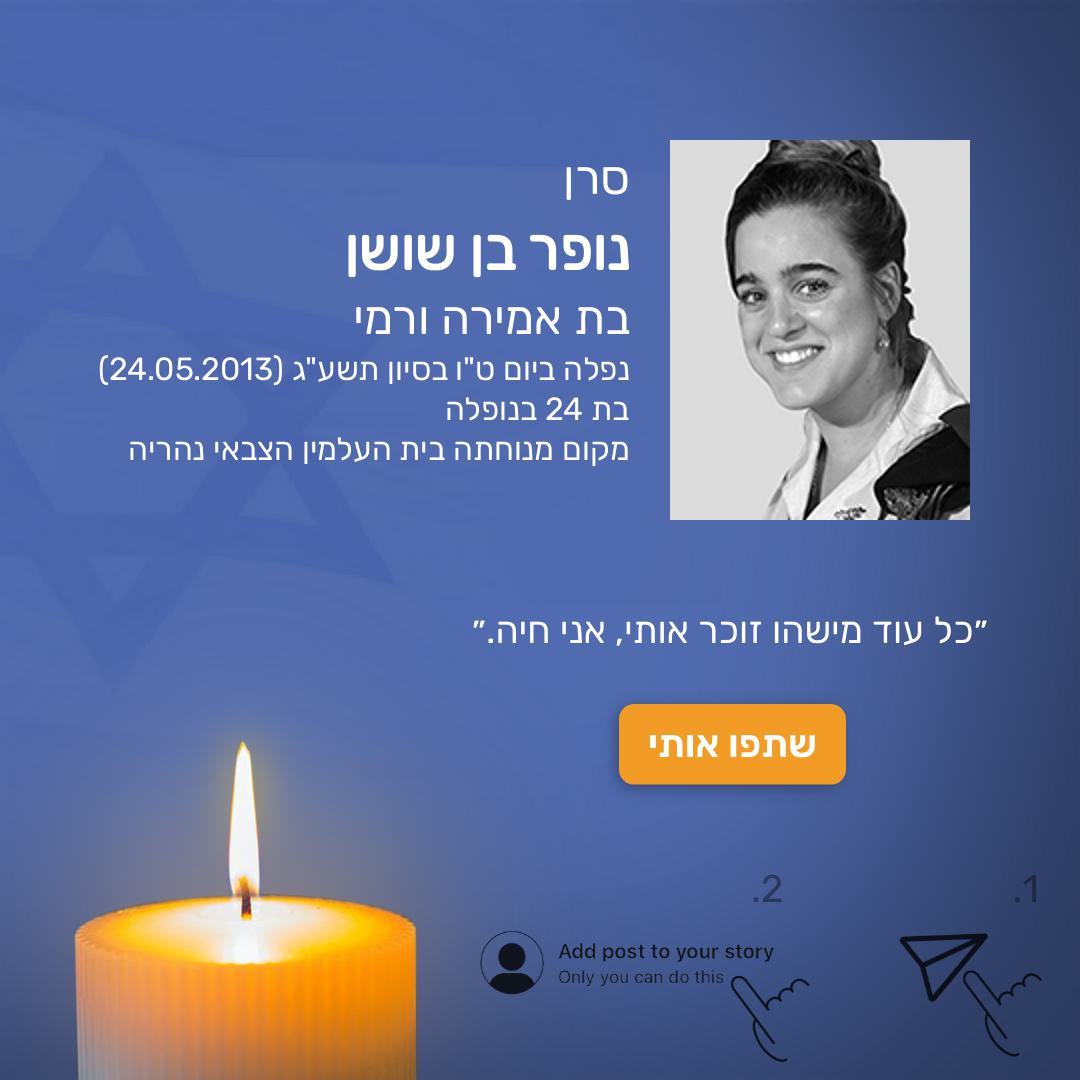 סרן
נופר בן שושן
בת אמירה ורמי
נפלה ביום ט"ו בסיון תשע"ג (24.05.2013)
בת 24 בנופלה
מקום מנוחתה בית העלמין הצבאי נהריה
״כל עוד מישהו זוכר אותי, אני חיה.״
שתפו אותי
1.
2.
Add post to your story
Only you can do this